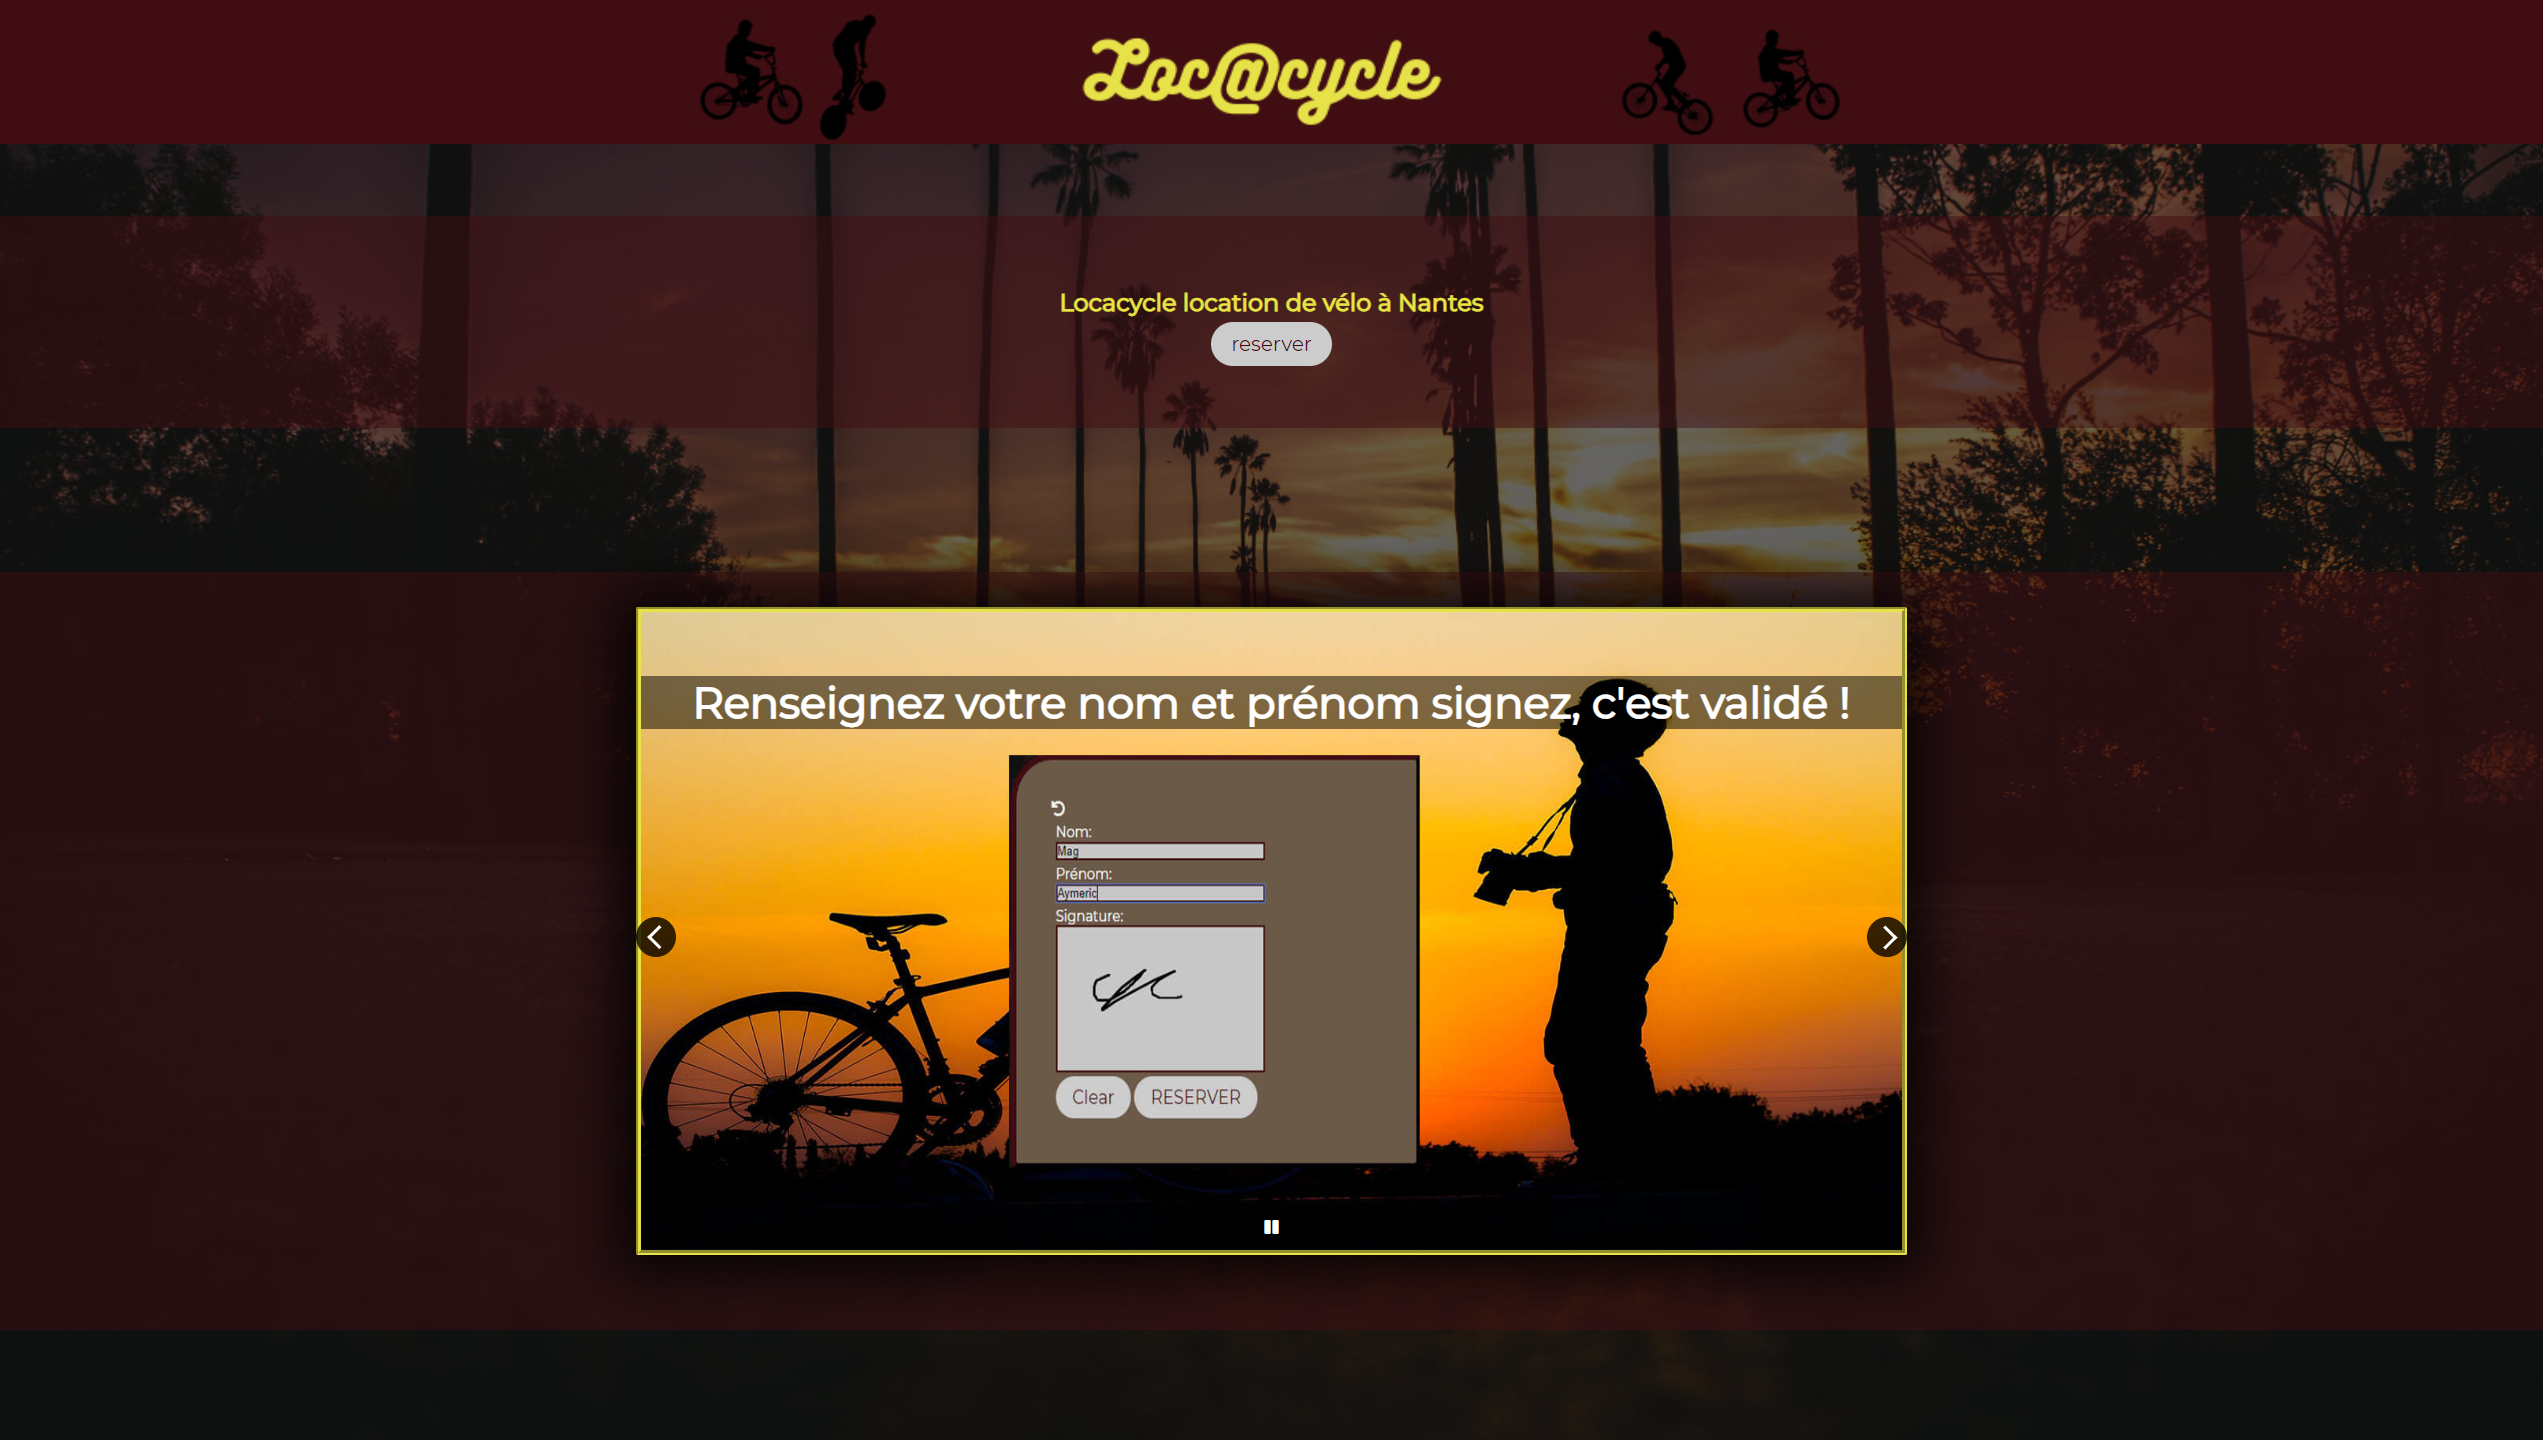 Loc@cycle
Locacycle location de vélo à Nantes
reserver
Renseignez votre nom et prénom signez, c'est validé !
Nom:
Mag
Prénom:
Aymeric
Signature:
Clear RESERVER